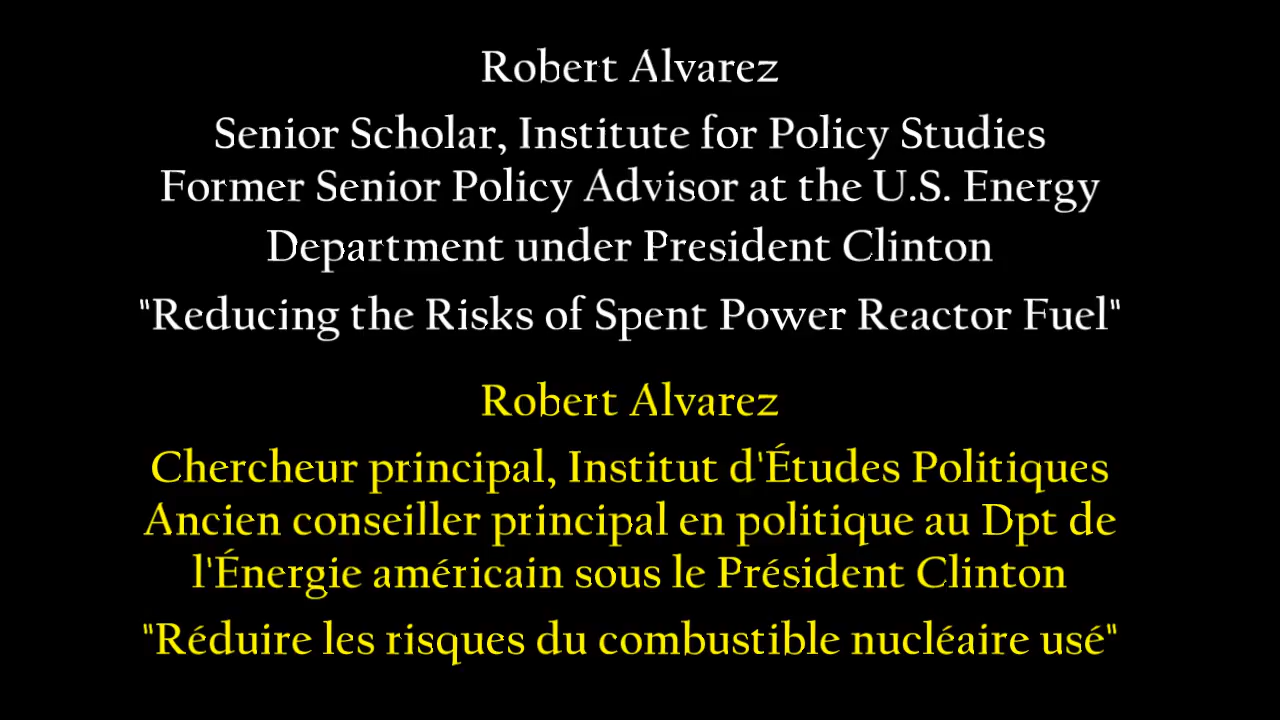 Robert Alvarez
Senior Scholar, Institute for Policy Studies
Former Senior Policy Advisor at the U.S. Energy
Department under President Clinton
"Reducing the Risks of Spent Power Reactor Fuel"
Robert Alvarez
Chercheur principal, Institut d'Études Politiques
Ancien conseiller principal en politique au Dpt de
l'Énergie américain sous le Président Clinton
"Réduire les risques du combustible nucléaire usé"